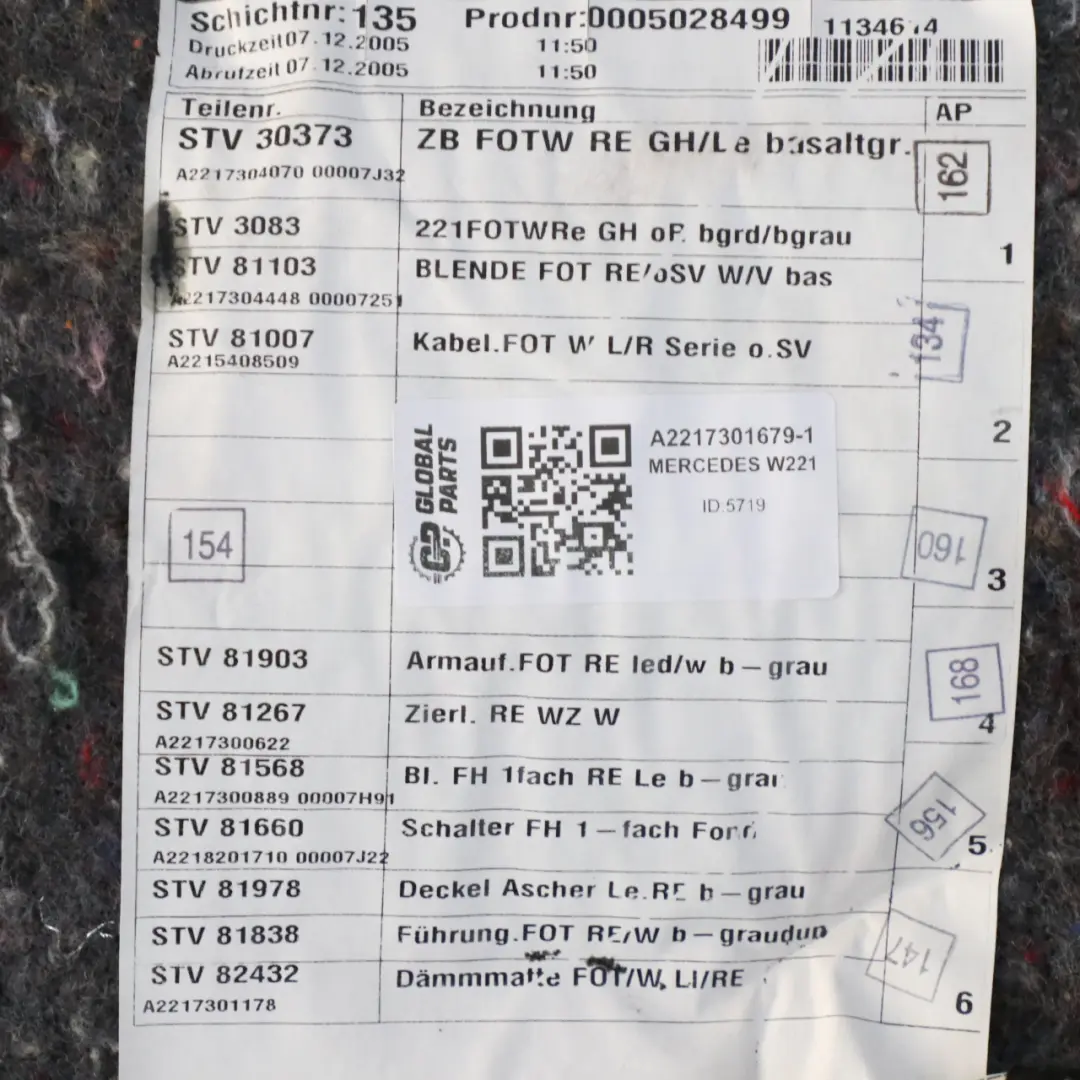 Schichtnr: 135 Prodnr:0005028499
Druckzeit 07.12.2005 11:50
Abrufzeit 07.12.2005 11:50
Teilenr. Bezeichnung AP
STV 30373 ZB FOTW RE GH/Le basaltgr.
A2217304070 00007J32
162
STV 3083 221FOTWRe GH oP. bgrd/bgrau
1
STV 81103 BLENDE FOT RE/oSV W/V bas
A2217304448 00007251
STV 81007 Kabel.FOT W L/R Serie o.SV
A2215408509
134
2
GLOBAL PARTS
A2217301679-1
MERCEDES W221
ID:5719
154
160
3
STV 81903 Armauf.FOT RE led/w b-grau
168
STV 81267 Zierl. RE WZ W
4
A2217300622
STV 81568 Bl. FH 1fach RE Le b-grau
A2217300889 00007H91
STV 81660 Schalter FH 1-fach
156
5
A2218201710 00007J22
STV 81978 Deckel Ascher Le.RE b-grau
STV 81838 Führung.FOT RE/W b-graudun
147
STV 82432 Dämmmatte FOT/W, LI/RE
A2217301178
6